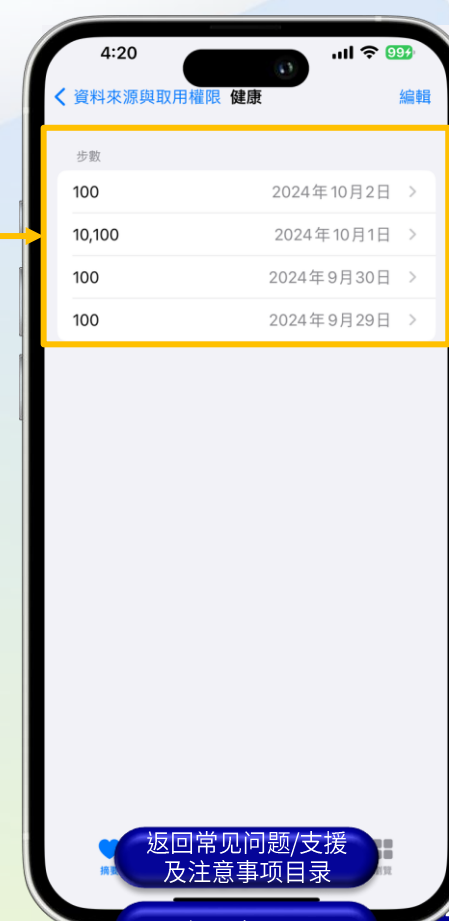 4:20
99
資料來源與取用權限 健康 編輯
步數
100 2024年10月2日
10,100 2024年10月1日
100 2024年9月30日
100 2024年9月29日
返回常见问题/支援
及注意事项目录